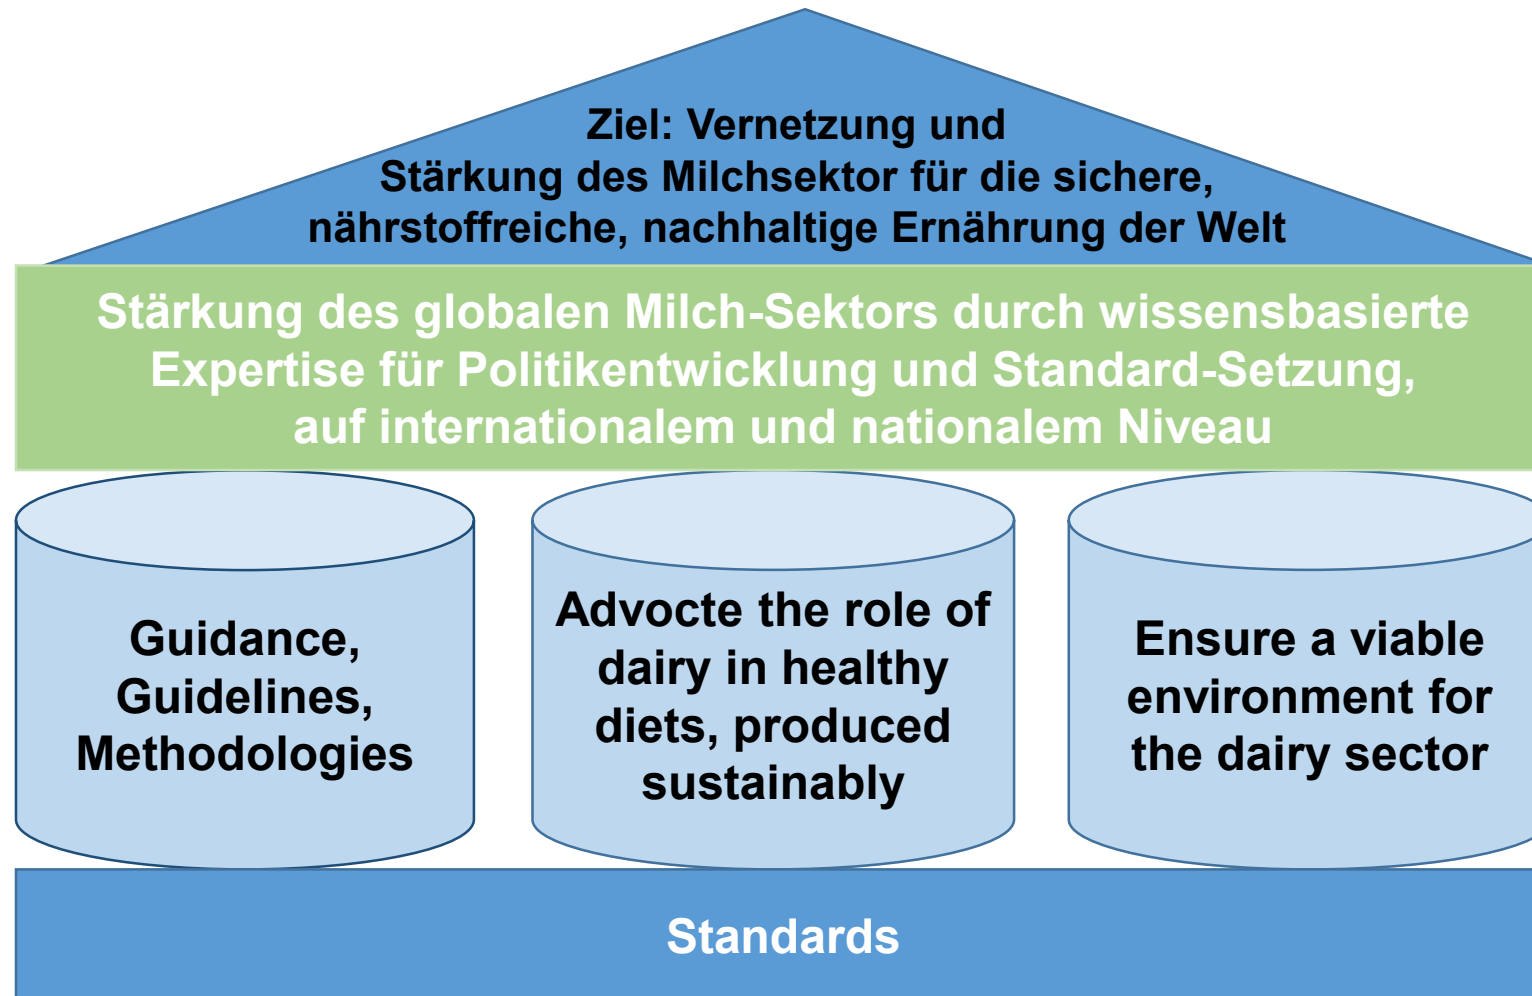 Ziel: Vernetzung und
Stärkung des Milchsektor für die sichere,
nährstoffreiche, nachhaltige Ernährung der Welt
Stärkung des globalen Milch-Sektors durch wissensbasierte
Expertise für Politikentwicklung und Standard-Setzung,
auf internationalem und nationalem Niveau
Guidance,
Guidelines,
Methodologies
Advocte the role of
dairy in healthy
diets, produced
sustainably
Ensure a viable
environment for
the dairy sector
Standards